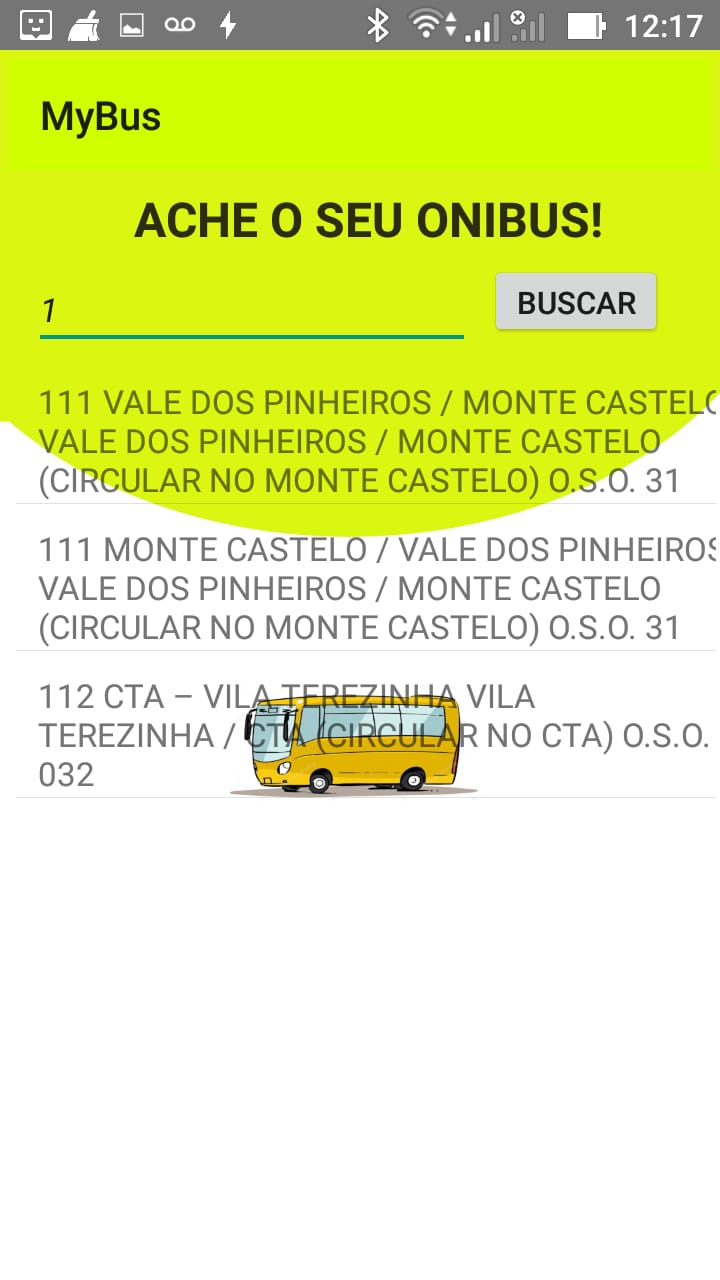 12:17
MyBus
ACHE O SEU ONIBUS!
1
BUSCAR
111 VALE DOS PINHEIROS / MONTE CASTELO
VALE DOS PINHEIROS / MONTE CASTELO
(CIRCULAR NO MONTE CASTELO) O.S.O. 31
111 MONTE CASTELO / VALE DOS PINHEIROS
VALE DOS PINHEIROS / MONTE CASTELO
(CIRCULAR NO MONTE CASTELO) O.S.O. 31
112 CTA – VILA TEREZINHA VILA
TEREZINHA / CTA (CIRCULAR NO CTA) O.S.O.
032